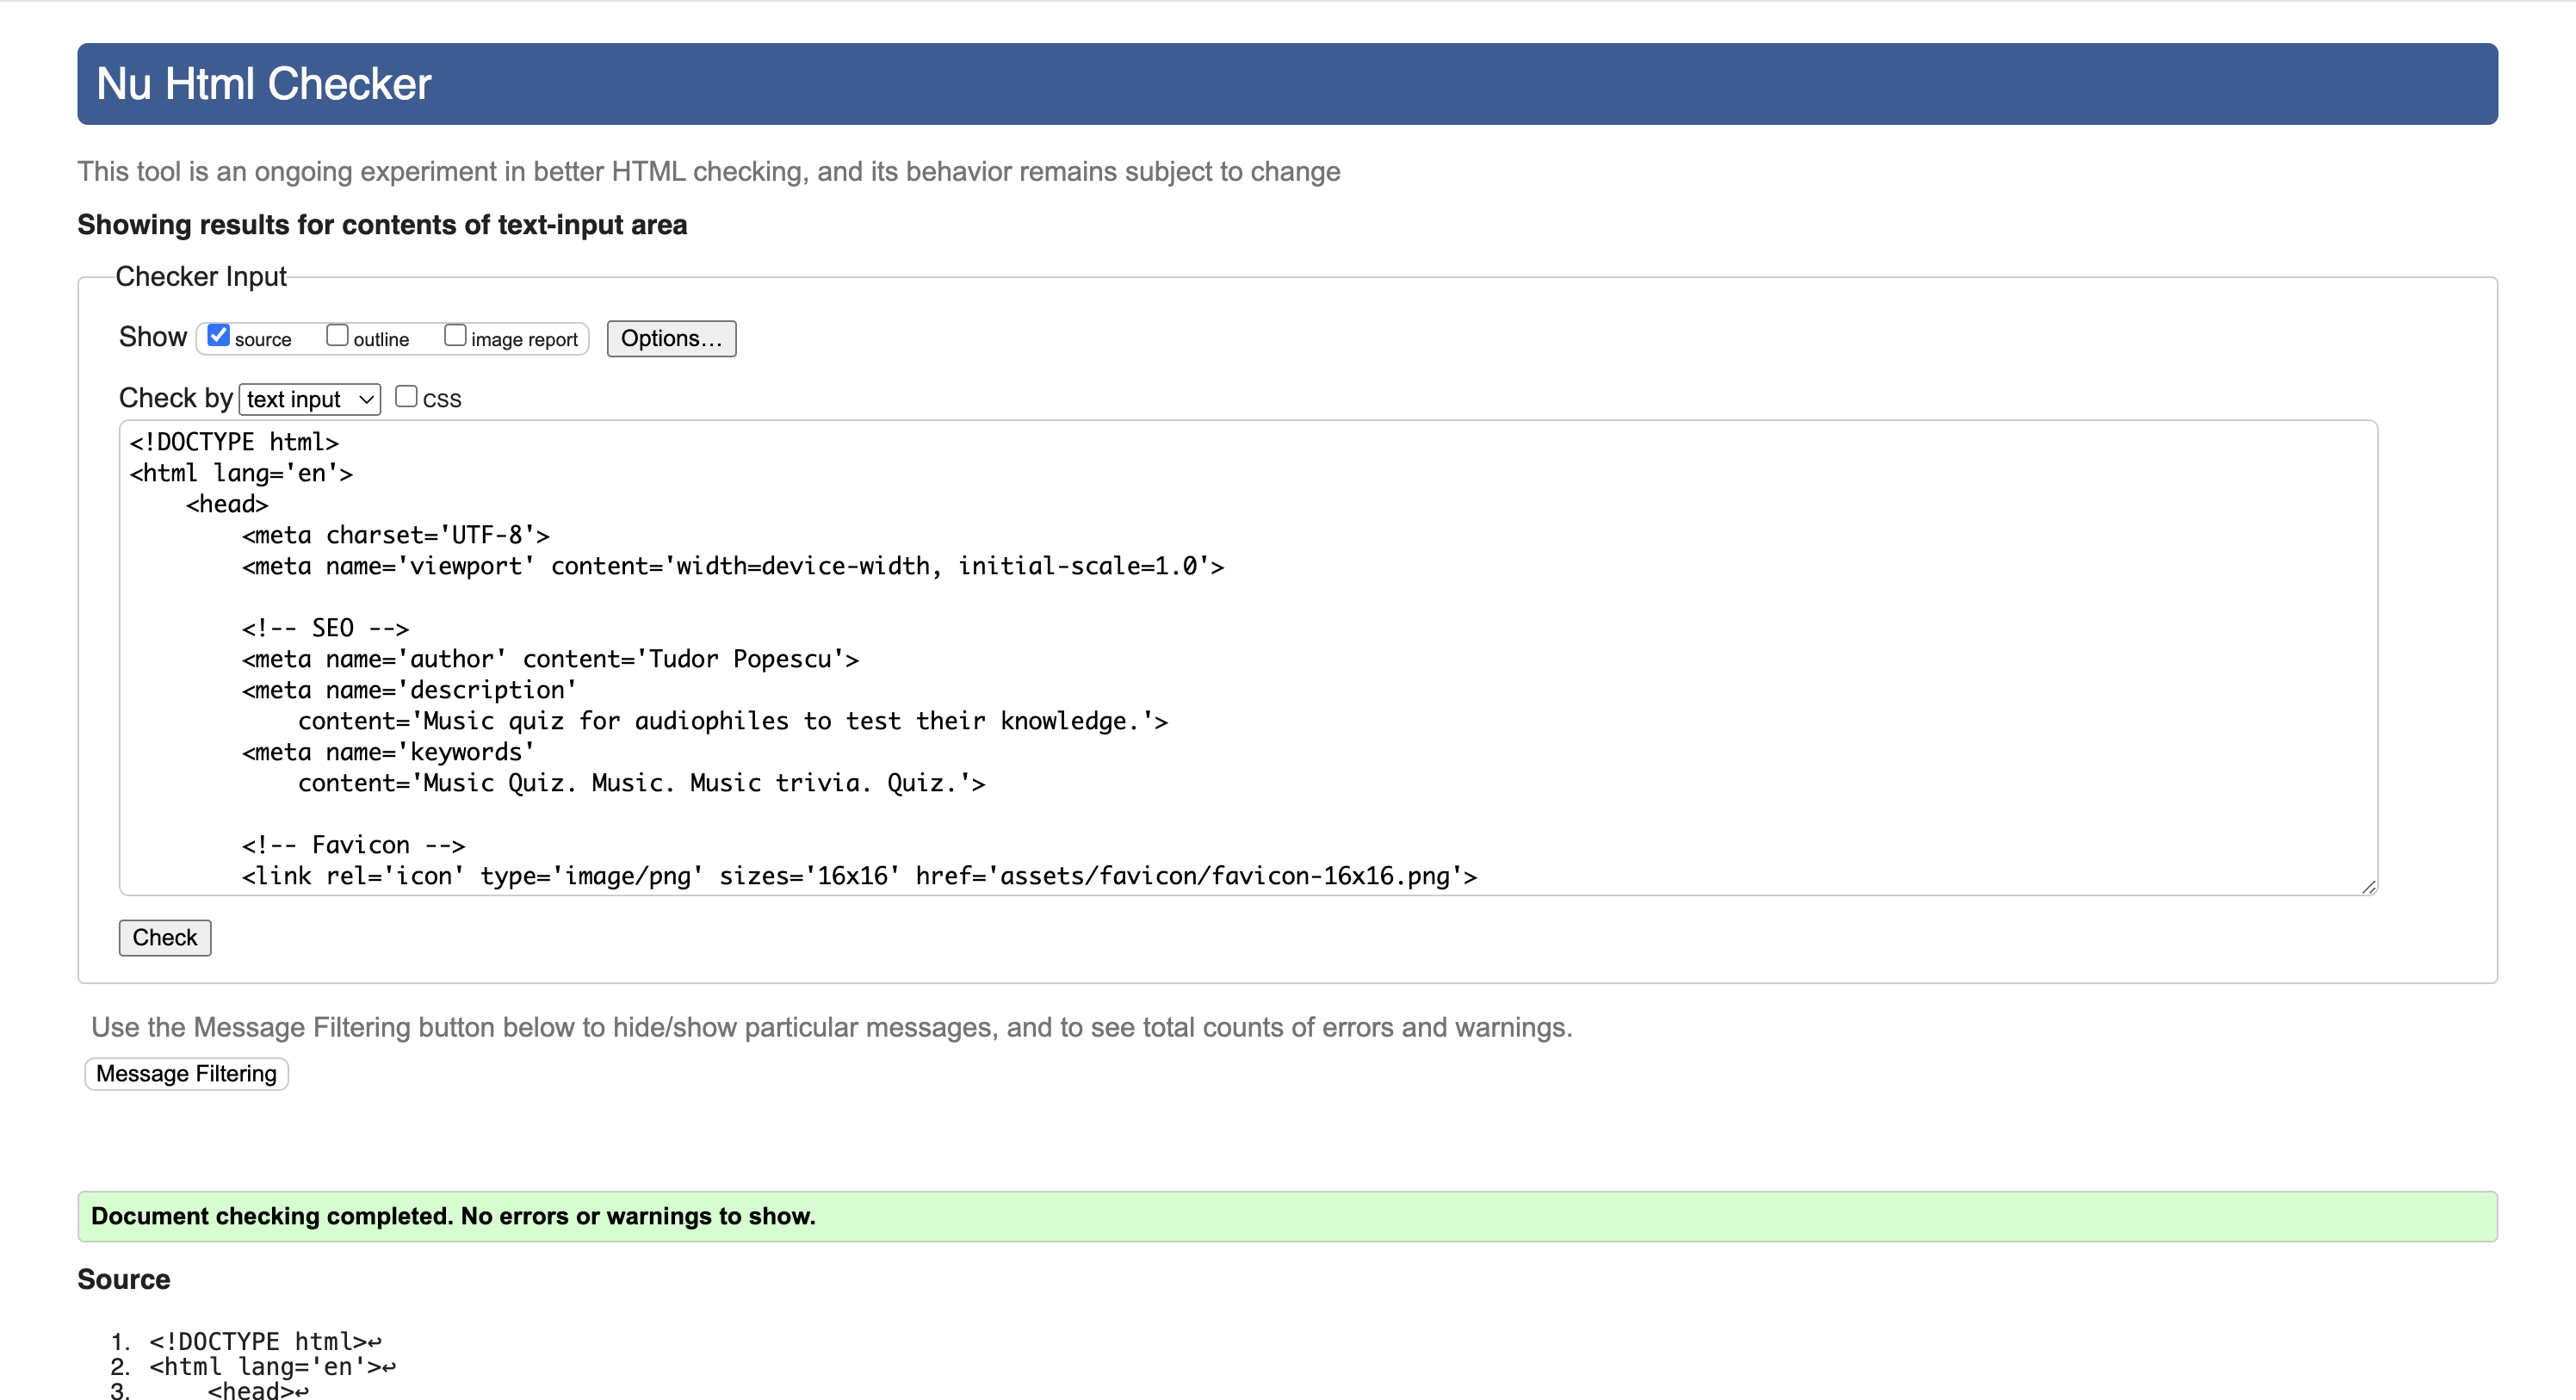 Nu Html Checker
This tool is an ongoing experiment in better HTML checking, and its behavior remains subject to change
Showing results for contents of text-input area
Checker Input
Show source outline image report Options...
Check by text input CSS
<!DOCTYPE html>
<html lang='en'>
    <head>
        <meta charset='UTF-8'>
        <meta name='viewport' content='width=device-width, initial-scale=1.0'>

        <!-- SEO -->
        <meta name='author' content='Tudor Popescu'>
        <meta name='description'
            content='Music quiz for audiophiles to test their knowledge.'>
        <meta name='keywords'
            content='Music Quiz. Music. Music trivia. Quiz.'>

        <!-- Favicon -->
        <link rel='icon' type='image/png' sizes='16x16' href='assets/favicon/favicon-16x16.png'>
Check
Use the Message Filtering button below to hide/show particular messages, and to see total counts of errors and warnings.
Message Filtering
Document checking completed. No errors or warnings to show.
Source
1. <!DOCTYPE html>↩
2. <html lang='en'>↩
3.     <head>↩